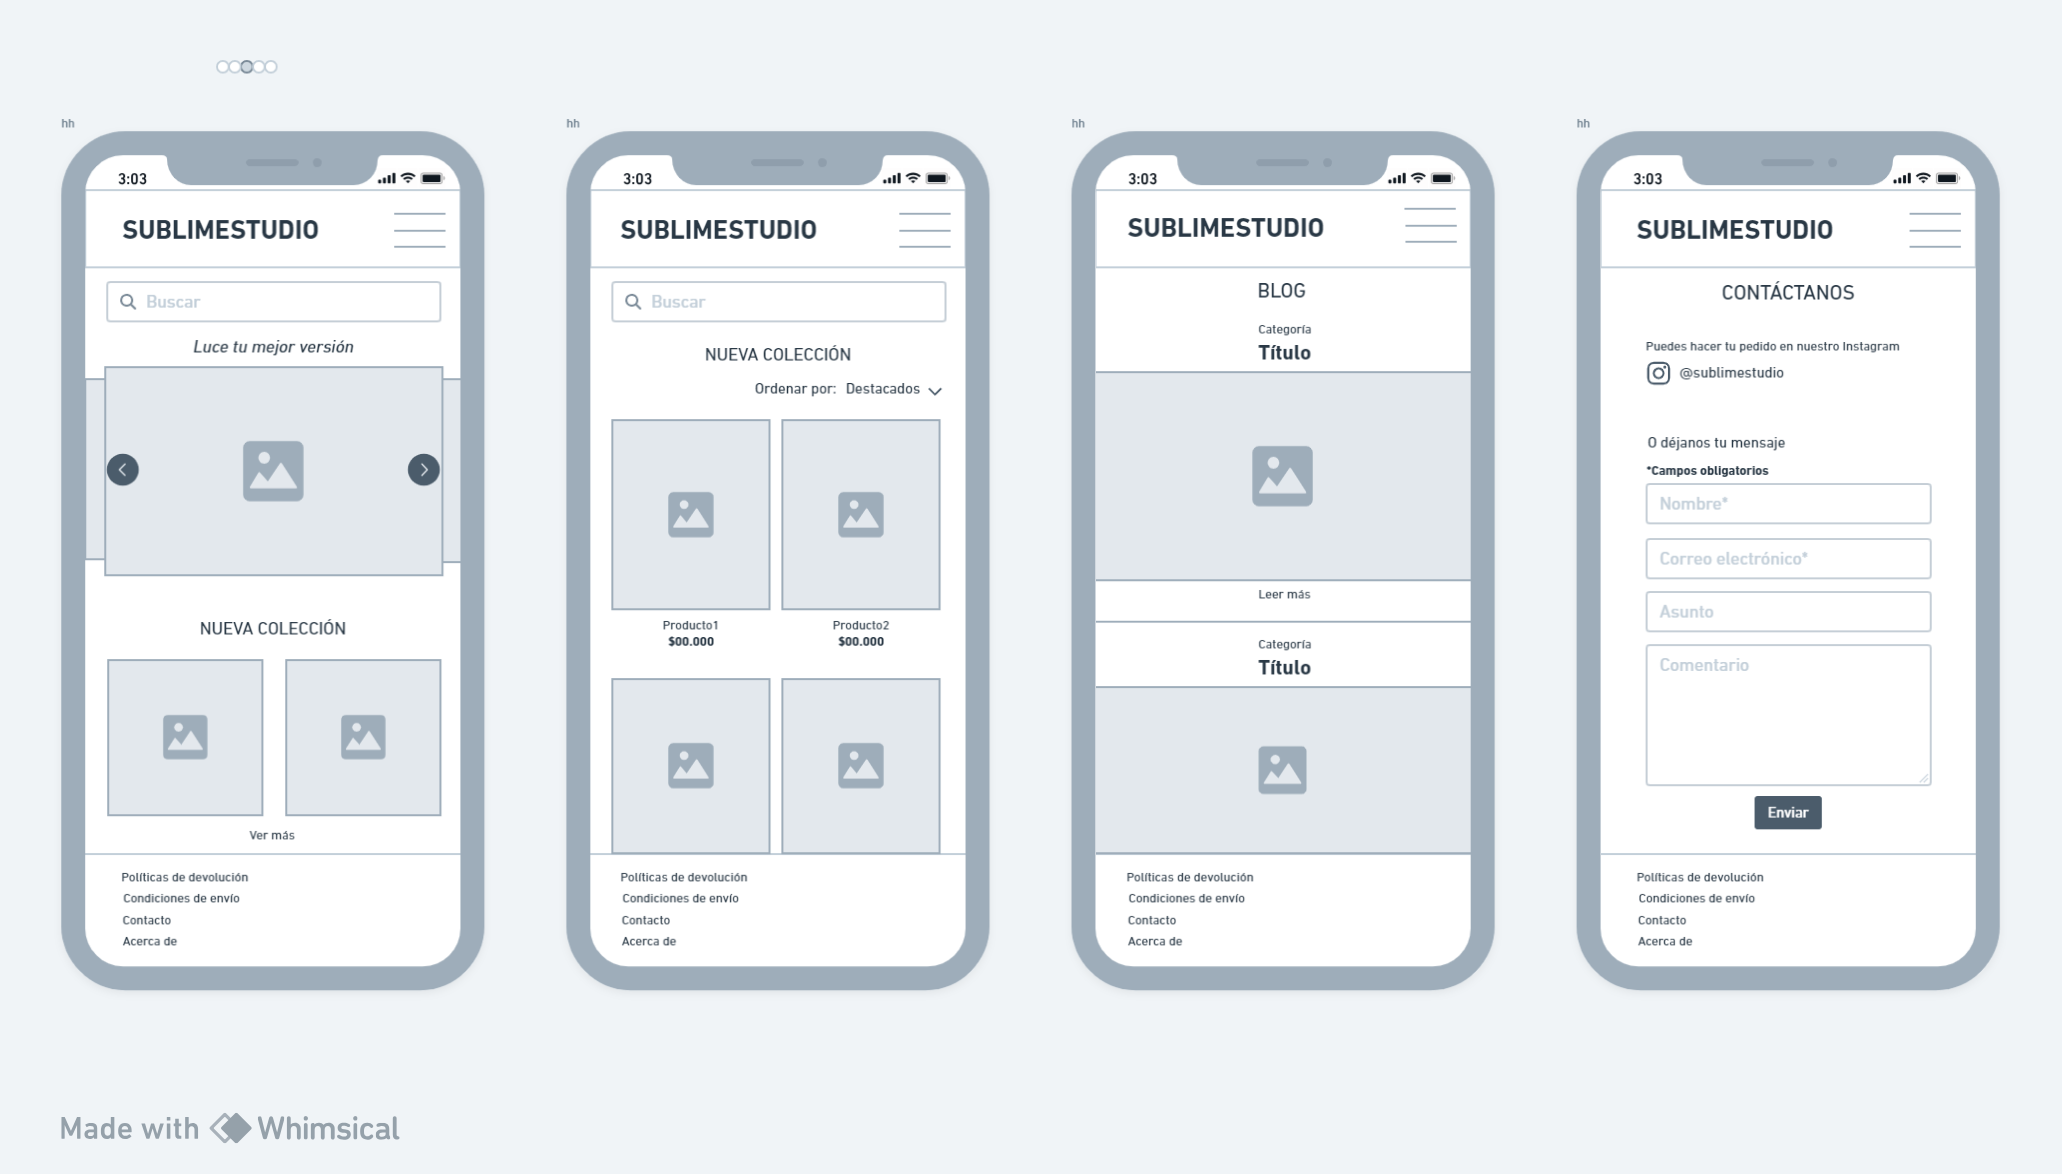 hh
3:03
SUBLIMESTUDIO
Buscar
Luce tu mejor versión
NUEVA COLECCIÓN
Ver más
Políticas de devolución
Condiciones de envío
Contacto
Acerca de
hh
3:03
SUBLIMESTUDIO
Buscar
NUEVA COLECCIÓN
Ordenar por: Destacados
Producto1
$00.000
Producto2
$00.000
Políticas de devolución
Condiciones de envío
Contacto
Acerca de
hh
3:03
SUBLIMESTUDIO
BLOG
Categoría
Título
Leer más
Categoría
Título
Políticas de devolución
Condiciones de envío
Contacto
Acerca de
hh
3:03
SUBLIMESTUDIO
CONTÁCTANOS
Puedes hacer tu pedido en nuestro Instagram
@sublimestudio
O déjanos tu mensaje
*Campos obligatorios
Nombre*
Correo electrónico*
Asunto
Comentario
Enviar
Políticas de devolución
Condiciones de envío
Contacto
Acerca de
Made with Whimsical